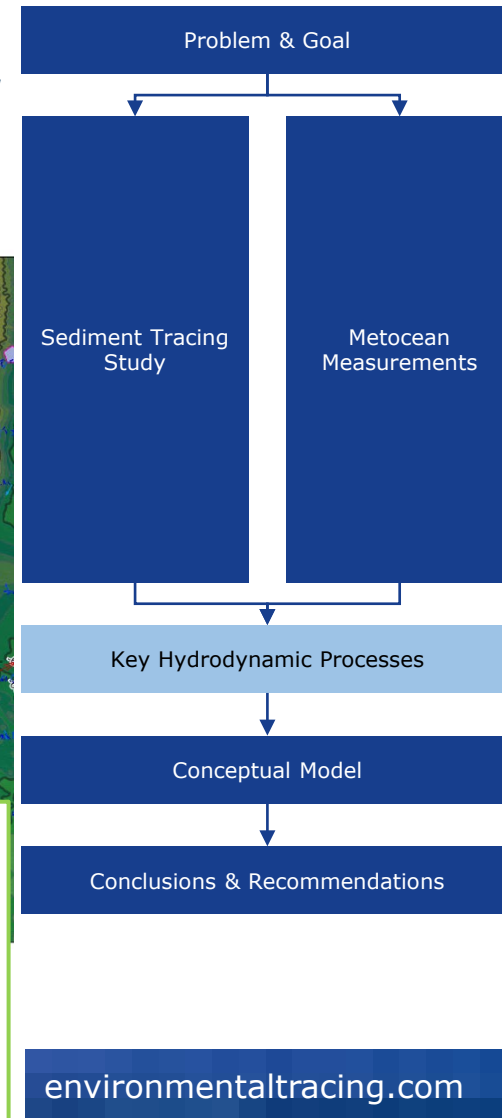 Problem & Goal
Sediment Tracing
Study
Metocean
Measurements
Key Hydrodynamic Processes
Conceptual Model
Conclusions & Recommendations
environmentaltracing.com